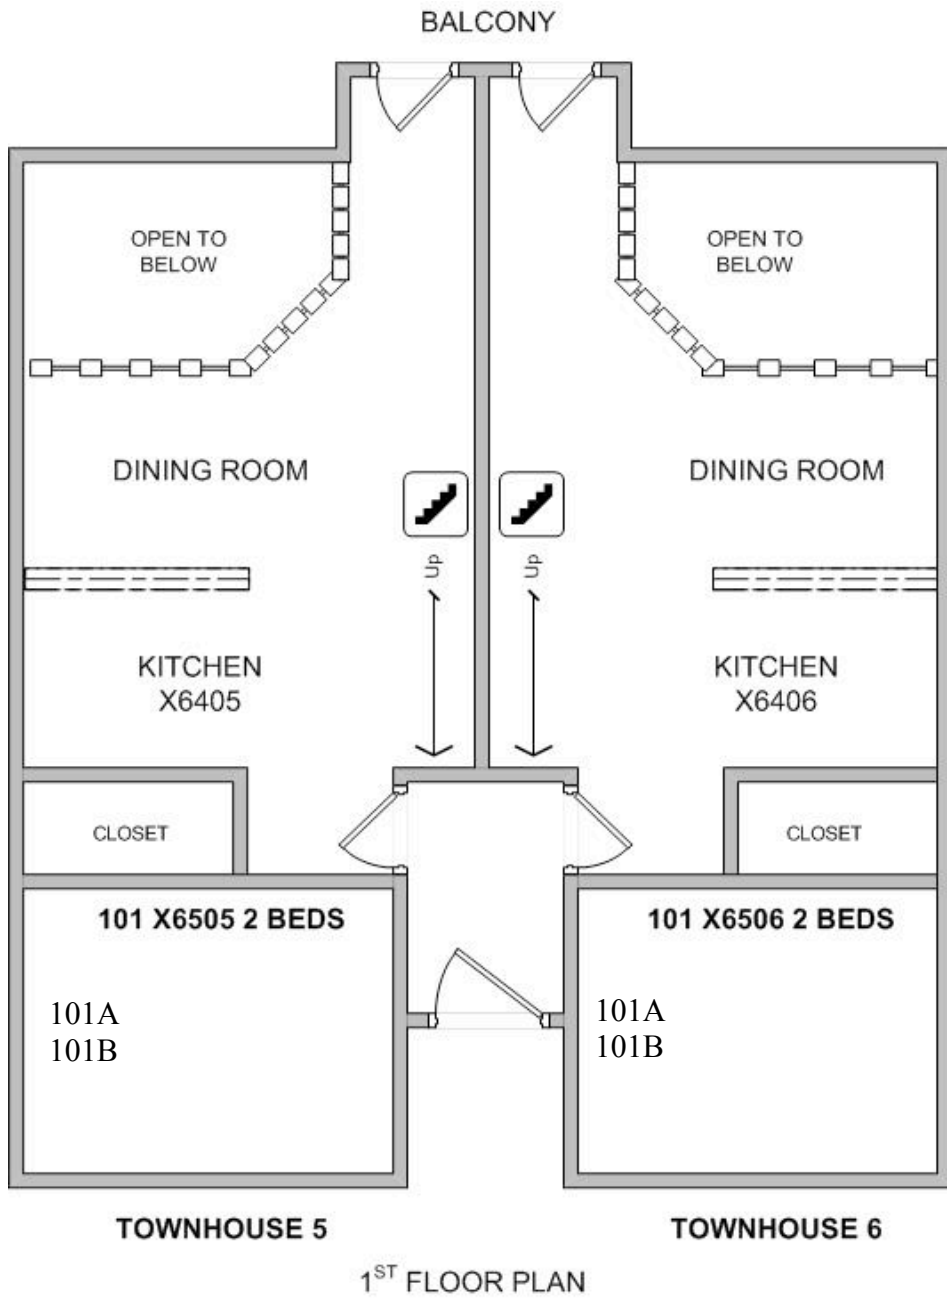 BALCONY
OPEN TO
BELOW
OPEN TO
BELOW
DINING ROOM
DINING ROOM
Up
Up
KITCHEN
X6405
KITCHEN
X6406
CLOSET
CLOSET
101 X6505 2 BEDS
101 X6506 2 BEDS
101A
101B
101A
101B
TOWNHOUSE 5
TOWNHOUSE 6
1ST FLOOR PLAN